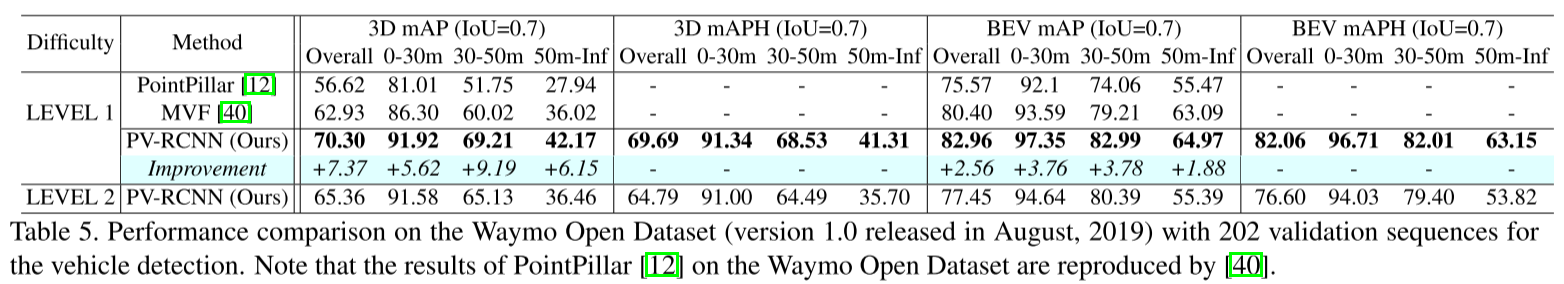 Difficulty Method 3D mAP (IoU=0.7) 3D mAPH (IoU=0.7) BEV mAP (IoU=0.7) BEV mAPH (IoU=0.7)
Overall 0-30m 30-50m 50m-Inf Overall 0-30m 30-50m 50m-Inf Overall 0-30m 30-50m 50m-Inf Overall 0-30m 30-50m 50m-Inf
PointPillar [12] 56.62 81.01 51.75 27.94 - - - - 75.57 92.1 74.06 55.47 - - - -
LEVEL 1 MVF [40] 62.93 86.30 60.02 36.02 - - - - 80.40 93.59 79.21 63.09 - - - -
PV-RCNN (Ours) 70.30 91.92 69.21 42.17 69.69 91.34 68.53 41.31 82.96 97.35 82.99 64.97 82.06 96.71 82.01 63.15
Improvement +7.37 +5.62 +9.19 +6.15 - - - - +2.56 +3.76 +3.78 +1.88 - - - -
LEVEL 2 PV-RCNN (Ours) 65.36 91.58 65.13 36.46 64.79 91.00 64.49 35.70 77.45 94.64 80.39 55.39 76.60 94.03 79.40 53.82
Table 5. Performance comparison on the Waymo Open Dataset (version 1.0 released in August, 2019) with 202 validation sequences for
the vehicle detection. Note that the results of PointPillar [12] on the Waymo Open Dataset are reproduced by [40].